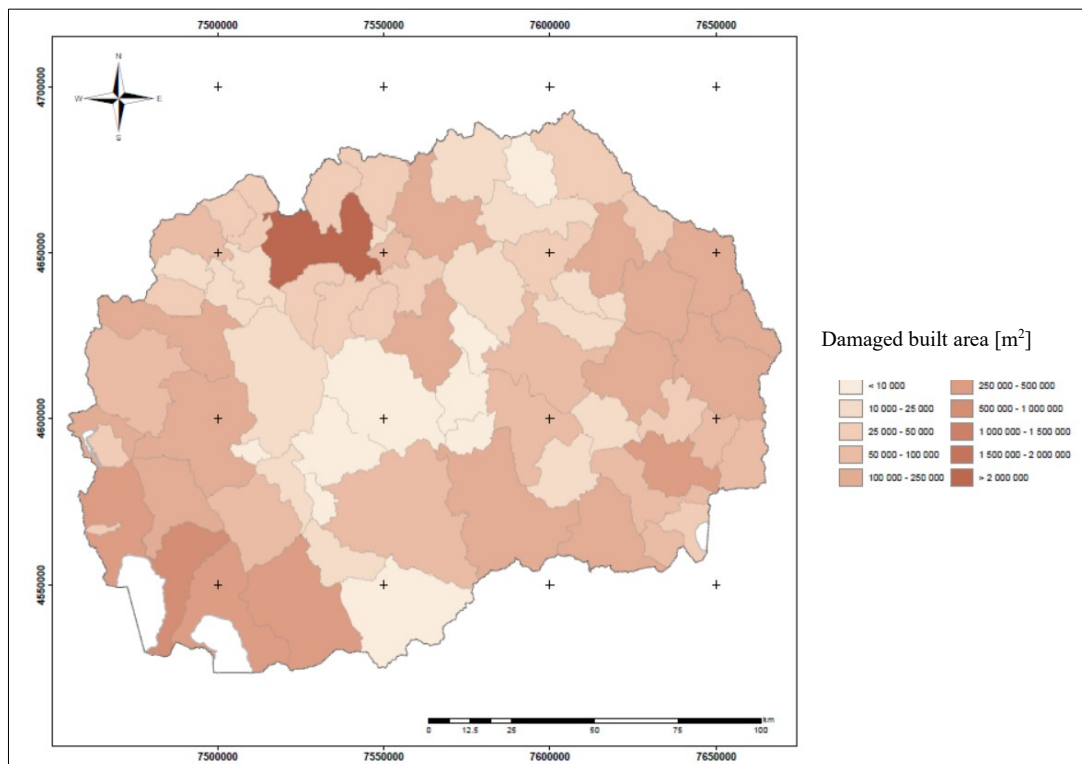 7500000 7550000 7600000 7650000
4700000
4650000
4600000
4550000
N
W E
S
Damaged built area [m²]
< 10 000
10 000 - 25 000
25 000 - 50 000
50 000 - 100 000
100 000 - 250 000
250 000 - 500 000
500 000 - 1 000 000
1 000 000 - 1 500 000
1 500 000 - 2 000 000
> 2 000 000
km
0 12.5 25 50 75 100
7500000 7550000 7600000 7650000